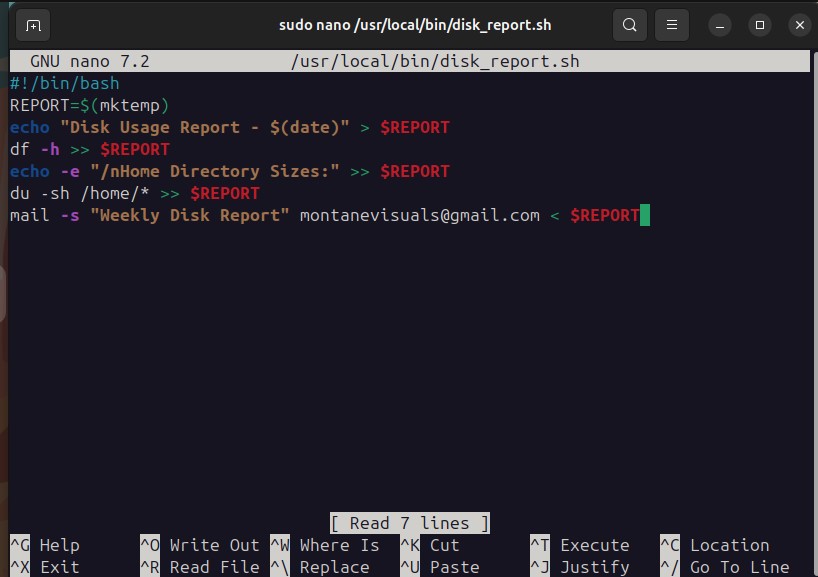 sudo nano /usr/local/bin/disk_report.sh
GNU nano 7.2 /usr/local/bin/disk_report.sh
#!/bin/bash
REPORT=$(mktemp)
echo "Disk Usage Report - $(date)" > $REPORT
df -h >> $REPORT
echo -e "/nHome Directory Sizes:" >> $REPORT
du -sh /home/* >> $REPORT
mail -s "Weekly Disk Report" montanevisuals@gmail.com < $REPORT
[ Read 7 lines ]
^G Help ^O Write Out ^W Where Is ^K Cut ^T Execute ^C Location
^X Exit ^R Read File ^\ Replace ^U Paste ^J Justify ^/ Go To Line